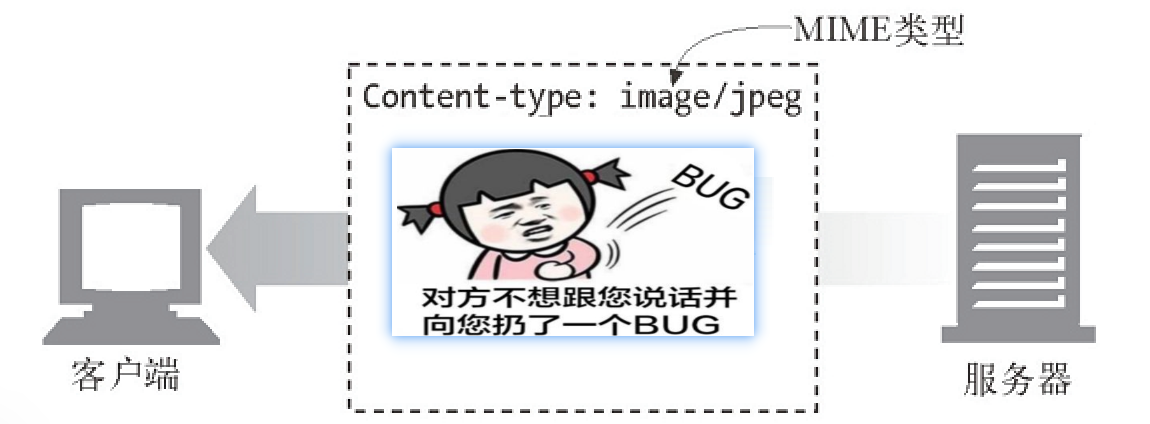 MIME类型
Content-type: image/jpeg
BUG
对方不想跟您说话并
向您扔了一个BUG
客户端
服务器